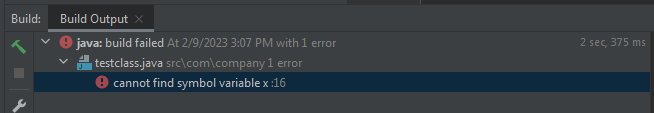 Build: Build Output ×
java: build failed At 2/9/2023 3:07 PM with 1 error 2 sec, 375 ms
testclass.java src\com\company 1 error
cannot find symbol variable x :16